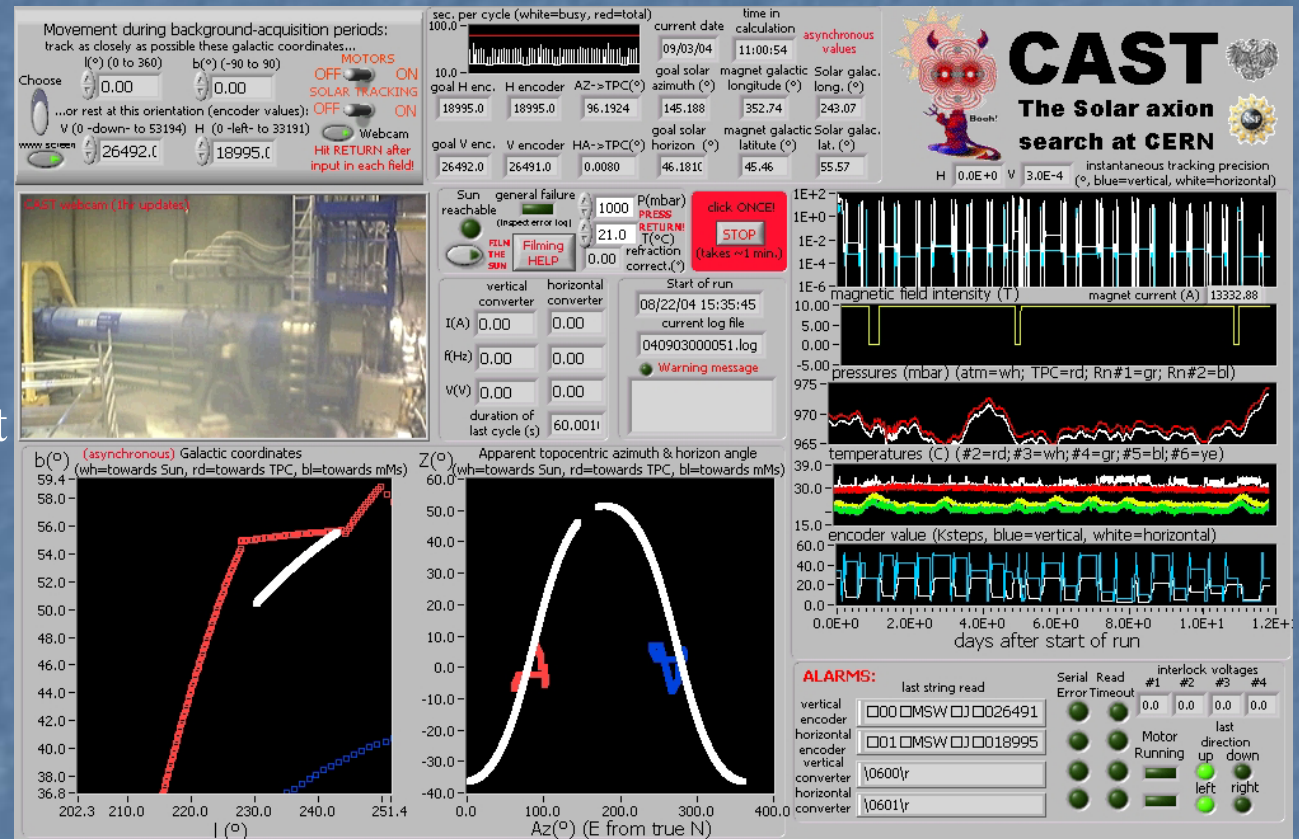 Movement during background-acquisition periods:
track as closely as possible these galactic coordinates...
l(°) (0 to 360) b(°) (-90 to 90)
MOTORS
OFF ON
Choose
0.00 0.00
SOLAR TRACKING
OFF ON
...or rest at this orientation (encoder values):
V (0 -down- to 53194) H (0 -left- to 33191)
Webcam
www screen
26492.( 18995.(
Hit RETURN after
input in each field!
sec. per cycle (white=busy, red=total)
100.0
10.0
current date
09/03/04
time in
calculation
11:00:54
asynchronous
values
goal H enc. H encoder AZ->TPC(°) goal solar azimuth (°) magnet galactic longitude (°) Solar galac. long. (°)
18995.0 18995.0 96.1924 145.188 352.74 243.07
goal V enc. V encoder HA->TPC(°) goal solar horizon (°) magnet galactic latitute (°) Solar galac. lat. (°)
26492.0 26491.0 0.0080 46.181( 45.46 55.57
Booh!
CAST
The Solar axion
search at CERN
NSF
H 0.0E+0 V 3.0E-4
instantaneous tracking precision
(°, blue=vertical, white=horizontal)
CAST webcam (1hr updates)
Sun
reachable
general failure
(Inspect error log)
FILM
THE
SUN
Filming
HELP
1000 P(mbar)
PRESS
RETURN!
21.0 T(°C)
0.00 refraction
correct.(°)
click ONCE!
STOP
(takes ~1 min.)
vertical
converter
horizontal
converter
I(A) 0.00 0.00
f(Hz) 0.00 0.00
V(V) 0.00 0.00
duration of
last cycle (s) 60.001(
Start of run
08/22/04 15:35:45
current log file
040903000051.log
Warning message
1E+2
1E+0
1E-2
1E-4
1E-6
magnetic field intensity (T) magnet current (A) 13332.88
10.00
5.00
0.00
-5.00
pressures (mbar) (atm=wh; TPC=rd; Rn#1=gr; Rn#2=bl)
975
970
965
temperatures (C) (#2=rd;#3=wh;#4=gr;#5=bl;#6=ye)
39.0
30.0
15.0
encoder value (Ksteps, blue=vertical, white=horizontal)
60.0
40.0
20.0
0.0
0.0E+0 2.0E+0 4.0E+0 6.0E+0 8.0E+0 1.0E+1 1.2E+
days after start of run
t
b(°)
(asynchronous) Galactic coordinates
(wh=towards Sun, rd=towards TPC, bl=towards mMs)
59.4
58.0
56.0
54.0
52.0
50.0
48.0
46.0
44.0
42.0
40.0
38.0
36.8
202.3 210.0 220.0 230.0 240.0 251.4
l (°)
Apparent topocentric azimuth & horizon angle
Z(°)
(wh=towards Sun, rd=towards TPC, bl=towards mMs)
60.0
50.0
40.0
30.0
20.0
10.0
0.0
-10.0
-20.0
-30.0
-40.0
0.0 100.0 200.0 300.0 400.0
Az(°) (E from true N)
ALARMS:
last string read
Serial
Error
Read
Timeout
interlock voltages
#1 #2 #3 #4
0.0 0.0 0.0 0.0
vertical
encoder
□00□MSW□J□026491
horizontal
encoder
□01□MSW□J□018995
vertical
converter
\0600\r
horizontal
converter
\0601\r
Motor
Running
last
direction
up down
left right